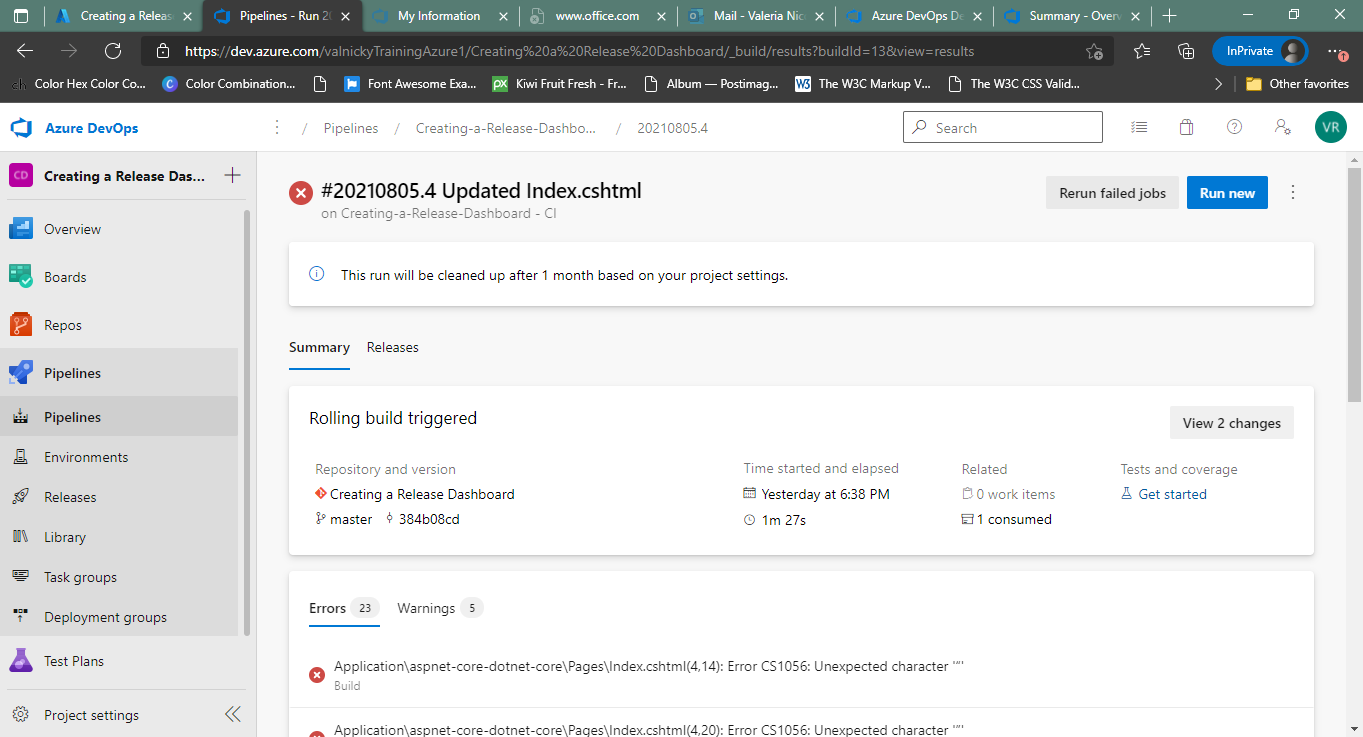 Creating a Releas
Pipelines - Run 20
My Information
www.office.com
Mail - Valeria Nic
Azure DevOps De
Summary - Overv
https://dev.azure.com/valnickyTrainingAzure1/Creating%20a%20Release%20Dashboard/_build/results?buildId=13&view=results
InPrivate
ch Color Hex Color Co...
C Color Combination...
Font Awesome Exa...
px Kiwi Fruit Fresh - Fr...
Album — Postimag...
W3 The W3C Markup V...
The W3C CSS Valid...
Other favorites
Azure DevOps
/ Pipelines / Creating-a-Release-Dashbo... / 20210805.4
Search
VR
CD Creating a Release Das...
Overview
Boards
Repos
Pipelines
Pipelines
Environments
Releases
Library
Task groups
Deployment groups
Test Plans
Project settings
#20210805.4 Updated Index.cshtml
on Creating-a-Release-Dashboard - CI
Rerun failed jobs
Run new
This run will be cleaned up after 1 month based on your project settings.
Summary
Releases
Rolling build triggered
View 2 changes
Repository and version
Creating a Release Dashboard
master 384b08cd
Time started and elapsed
Yesterday at 6:38 PM
1m 27s
Related
0 work items
1 consumed
Tests and coverage
Get started
Errors 23
Warnings 5
Application\aspnet-core-dotnet-core\Pages\Index.cshtml(4,14): Error CS1056: Unexpected character '“'
Build
Application\aspnet-core-dotnet-core\Pages\Index.cshtml(4,20): Error CS1056: Unexpected character '“'